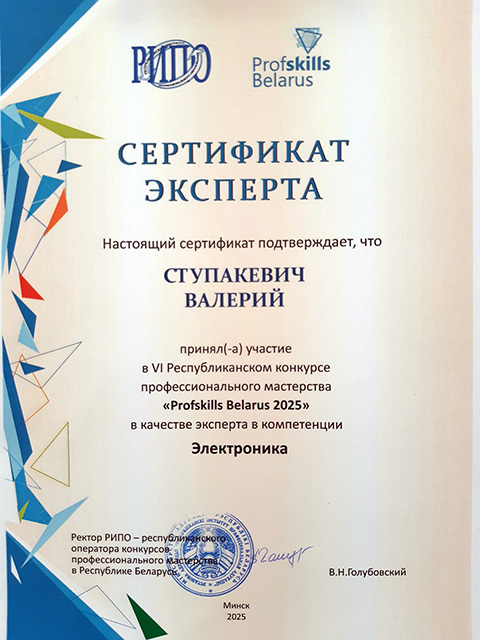 РИПО
Profskills
Belarus
СЕРТИФИКАТ
ЭКСПЕРТА
Настоящий сертификат подтверждает, что
СТУПАКЕВИЧ
ВАЛЕРИЙ
принял(-а) участие
в VI Республиканском конкурсе
профессионального мастерства
«Profskills Belarus 2025»
в качестве эксперта в компетенции
Электроника
Ректор РИПО – республиканского
оператора конкурсов
профессионального мастерства
в Республике Беларусь
В.Н.Голубовский
Минск
2025